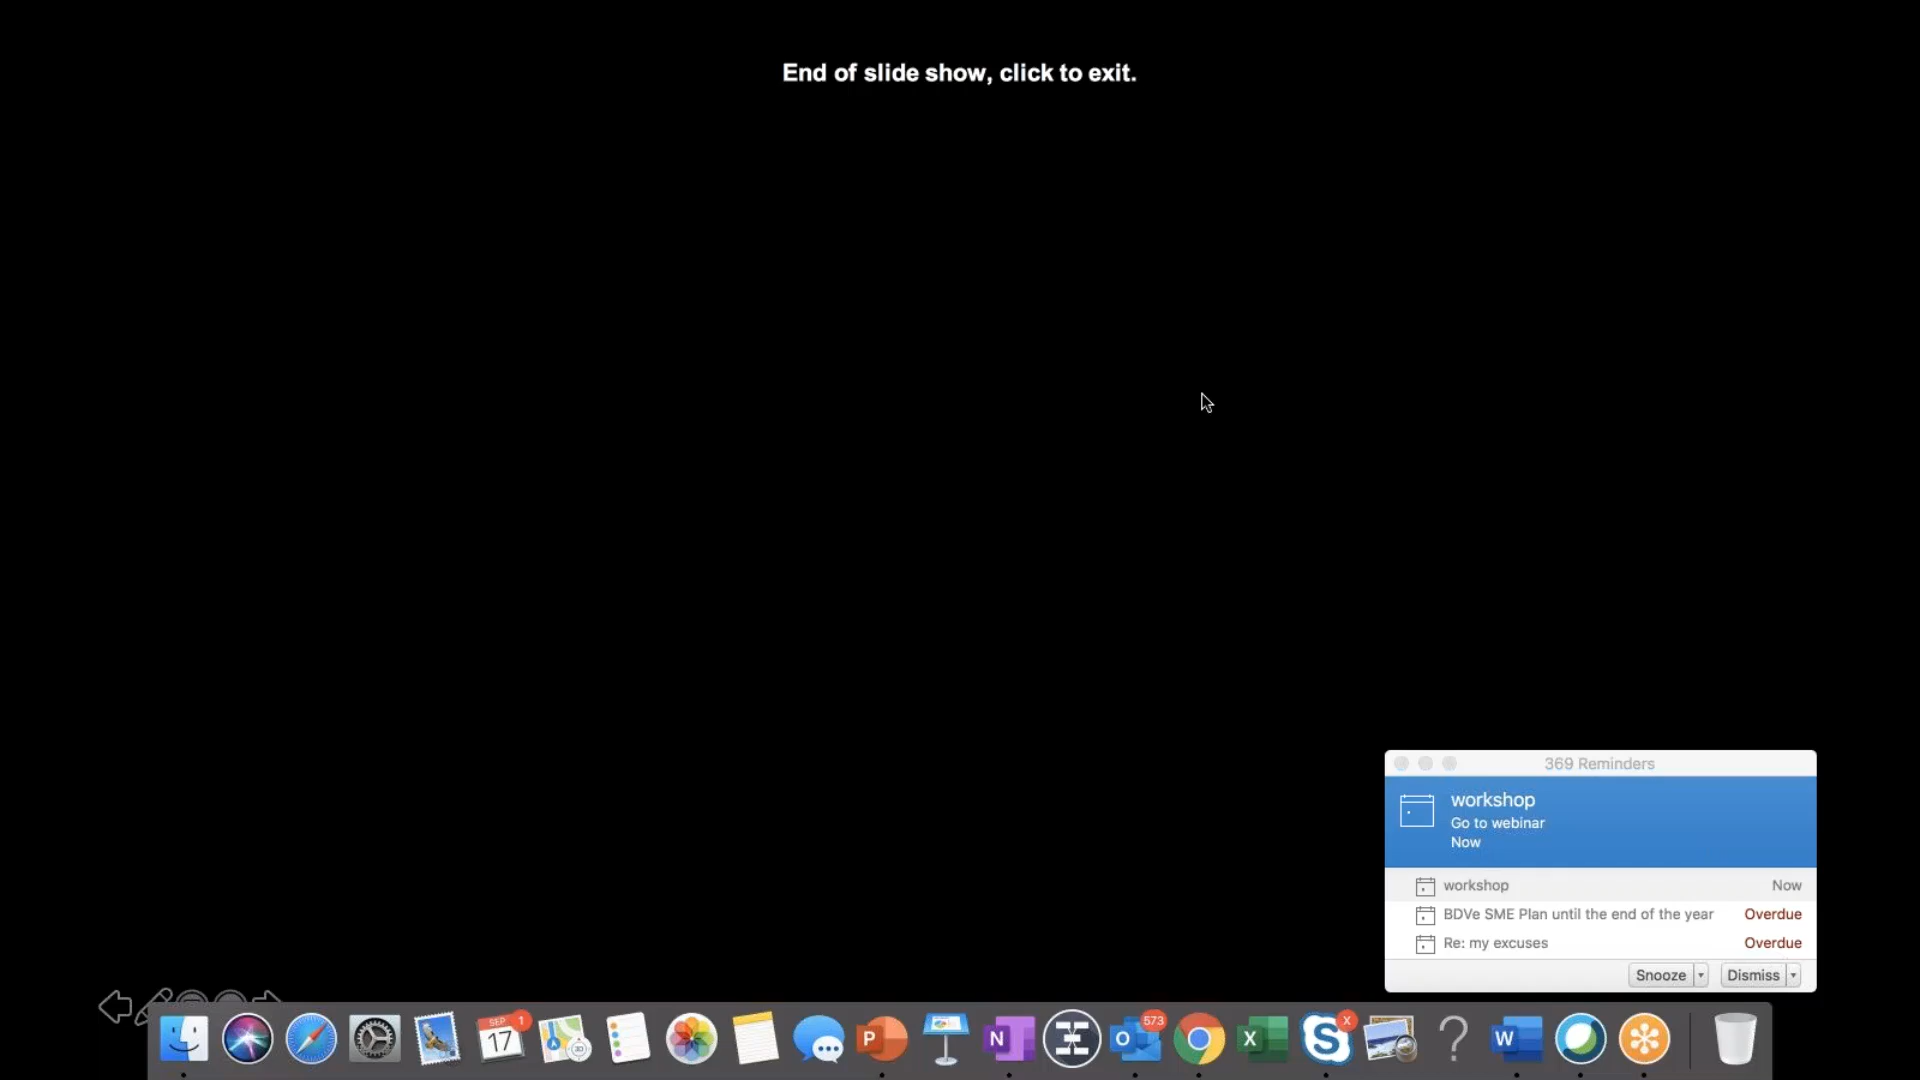 End of slide show, click to exit.
369 Reminders
workshop
Go to webinar
Now
workshop Now
BDVe SME Plan until the end of the year Overdue
Re: my excuses Overdue
Snooze Dismiss
SEP 1
17
P
N
O 573
X
S X
?
W